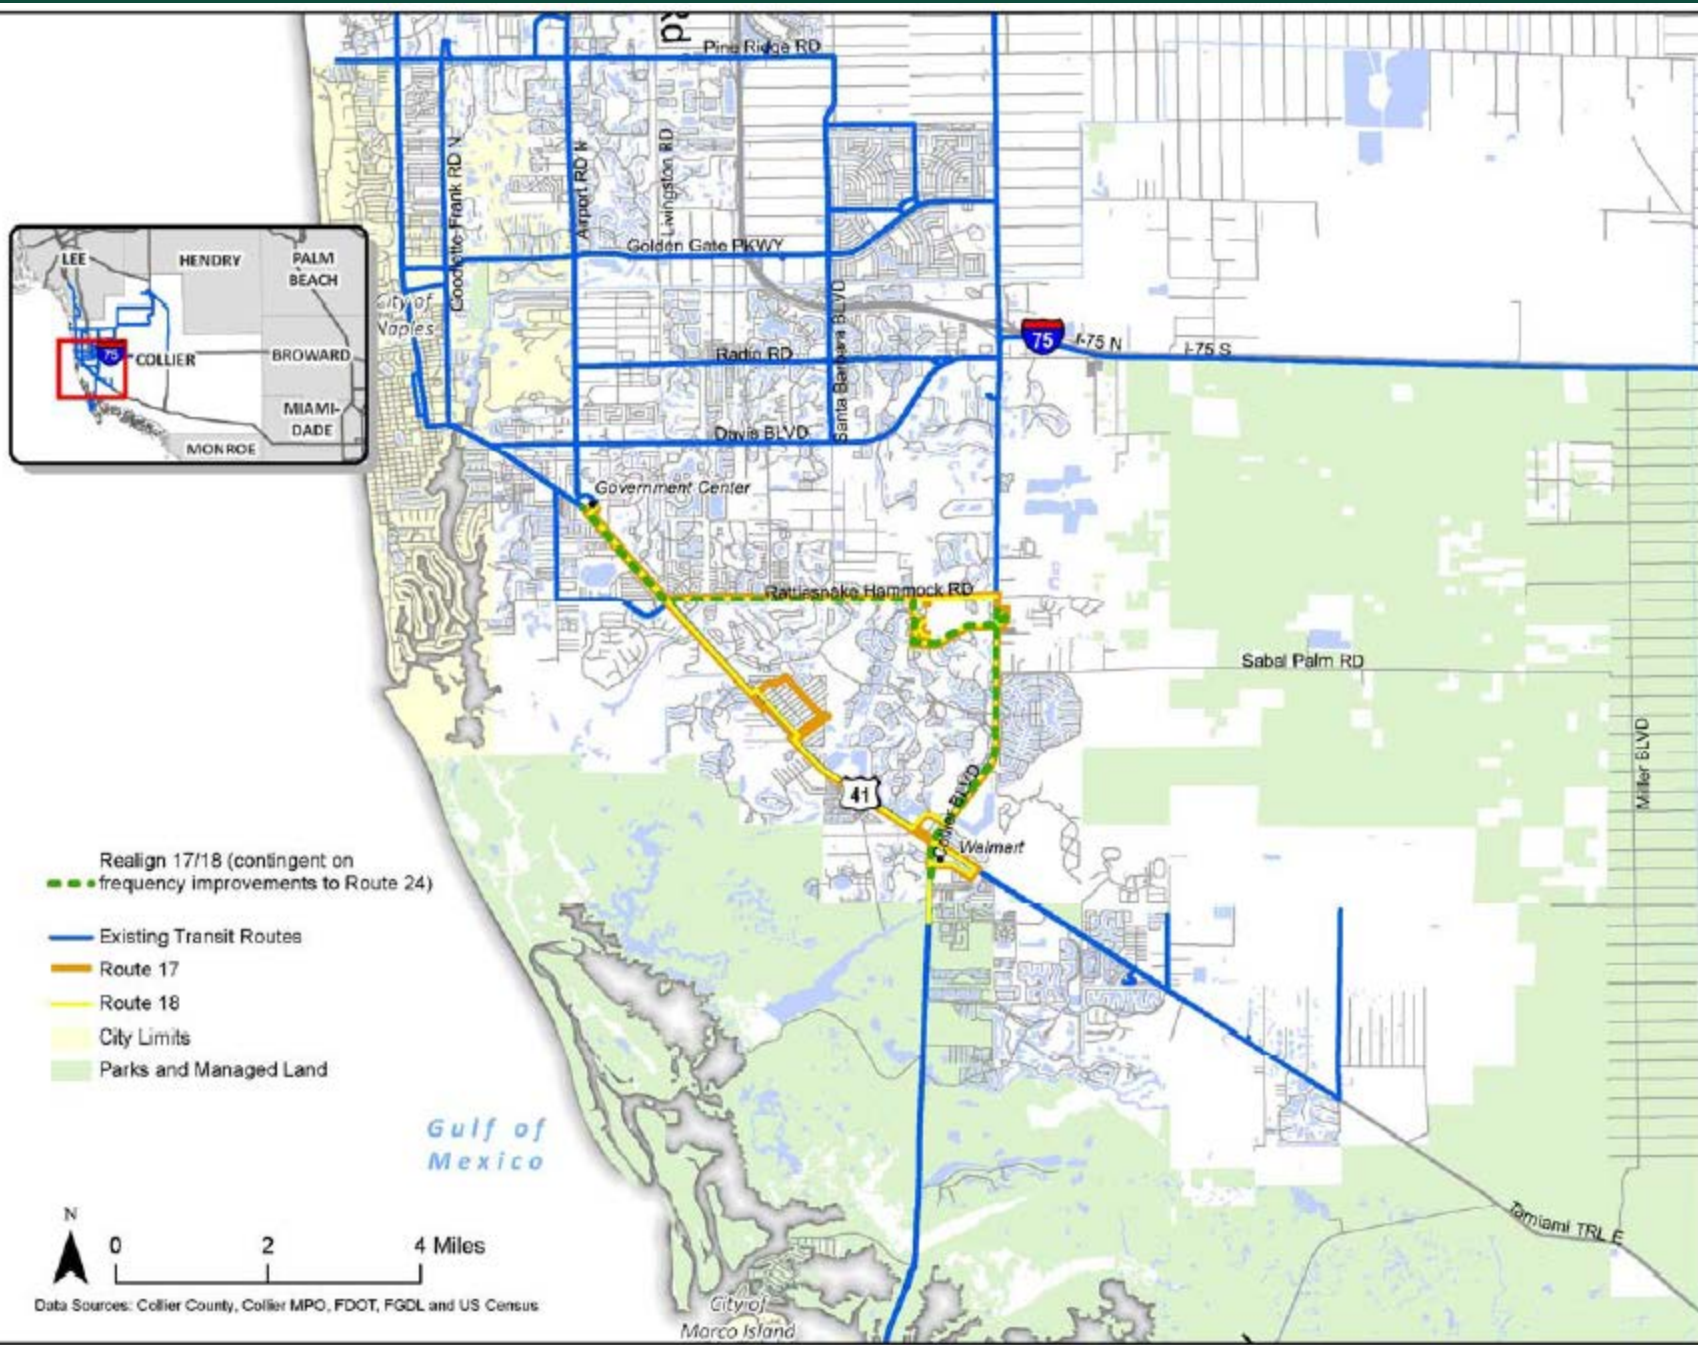 Rd
Pine Ridge RD
Goodlette Frank RD N
Airport RD N
Livingston RD
Golden Gate PKWY
LEE
HENDRY
PALM
BEACH
75
COLLIER
BROWARD
MIAMI-
DADE
MONROE
City of
Naples
Santa Barbara BLVD
75
I-75 N
I-75 S
Radio RD
Davis BLVD
Government Center
Rattlesnake Hammock RD
Sabal Palm RD
Miller BLVD
41
Collier BLVD
Walmart
Realign 17/18 (contingent on
frequency improvements to Route 24)
Existing Transit Routes
Route 17
Route 18
City Limits
Parks and Managed Land
Gulf of
Mexico
Tamiami TRL E
N
0 2 4 Miles
Data Sources: Collier County, Collier MPO, FDOT, FGDL and US Census
City of
Marco Island